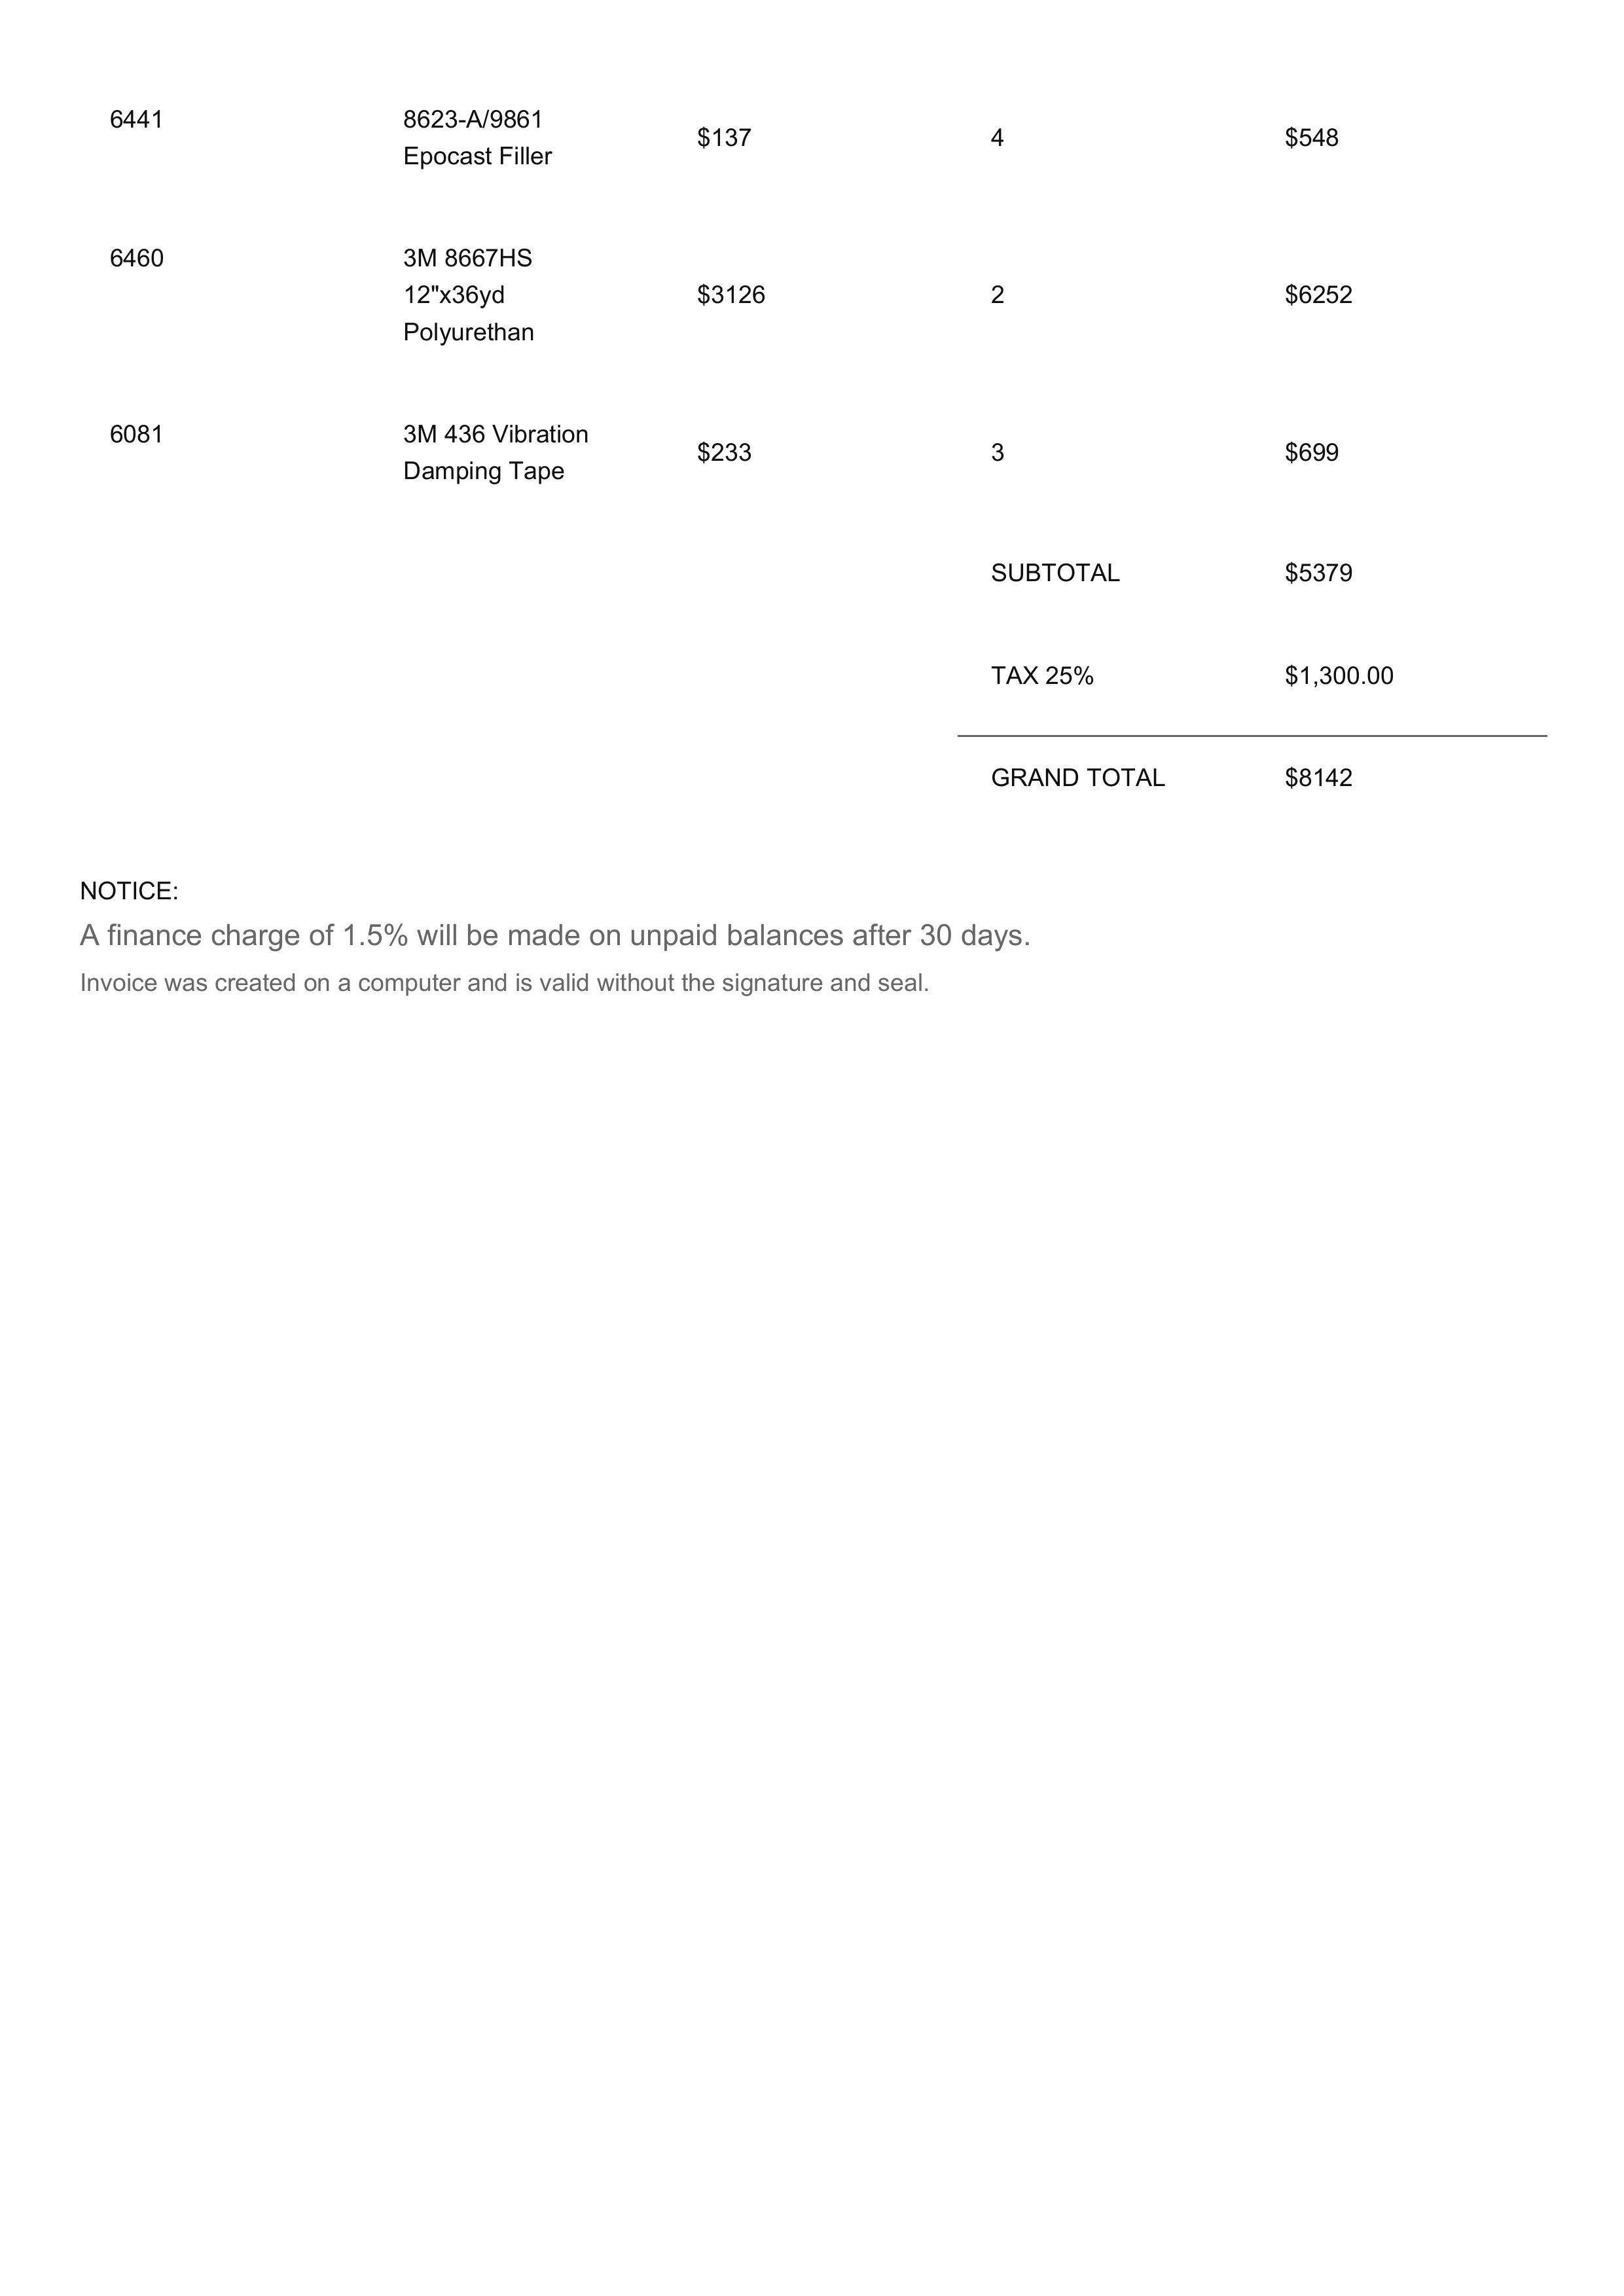 6441 8623-A/9861 $137 4 $548
Epocast Filler
6460 3M 8667HS $3126 2 $6252
12"x36yd
Polyurethan
6081 3M 436 Vibration $233 3 $699
Damping Tape
SUBTOTAL $5379
TAX 25% $1,300.00
GRAND TOTAL $8142
NOTICE:
A finance charge of 1.5% will be made on unpaid balances after 30 days.
Invoice was created on a computer and is valid without the signature and seal.